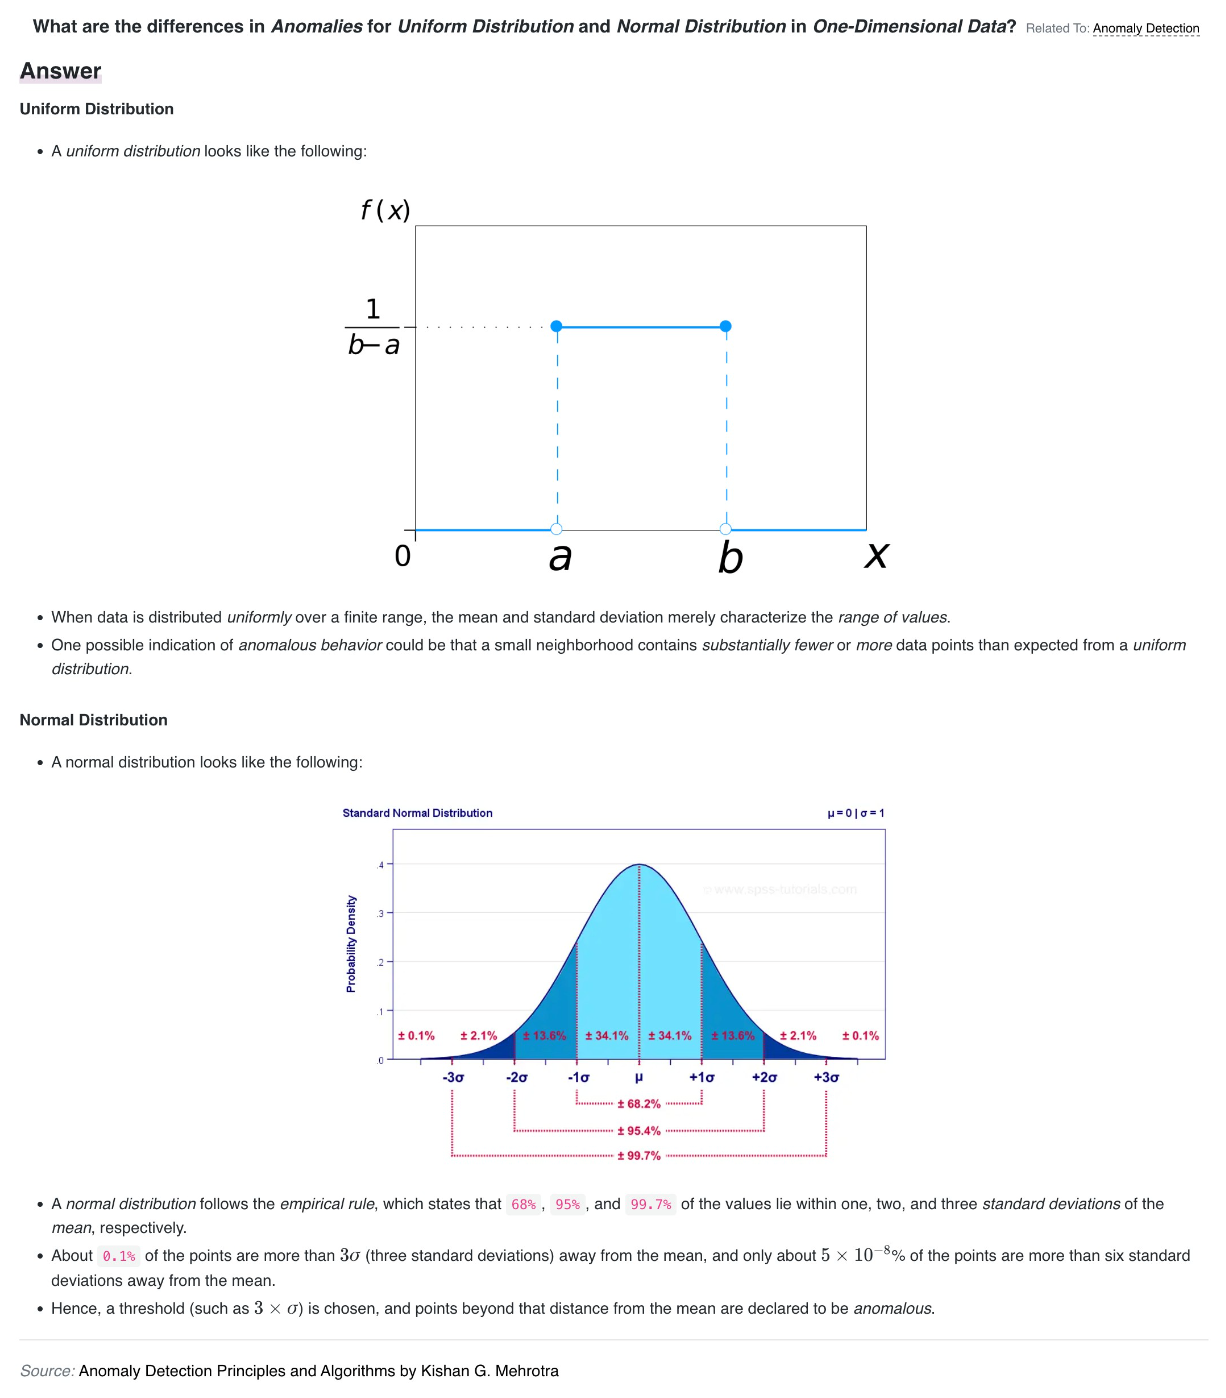 What are the differences in Anomalies for Uniform Distribution and Normal Distribution in One-Dimensional Data? Related To: Anomaly Detection
Answer
Uniform Distribution
• A uniform distribution looks like the following:
f(x)
1
b−a
0
a
b
x
• When data is distributed uniformly over a finite range, the mean and standard deviation merely characterize the range of values.
• One possible indication of anomalous behavior could be that a small neighborhood contains substantially fewer or more data points than expected from a uniform
distribution.
Normal Distribution
• A normal distribution looks like the following:
Standard Normal Distribution
μ = 0 | σ = 1
© www.spss-tutorials.com
Probability Density
.4
.3
.2
.1
.0
± 0.1% ± 2.1% ± 13.6% ± 34.1% ± 34.1% ± 13.6% ± 2.1% ± 0.1%
-3σ -2σ -1σ μ +1σ +2σ +3σ
± 68.2%
± 95.4%
± 99.7%
• A normal distribution follows the empirical rule, which states that 68%, 95%, and 99.7% of the values lie within one, two, and three standard deviations of the
mean, respectively.
• About 0.1% of the points are more than 3σ (three standard deviations) away from the mean, and only about 5 × 10⁻⁸% of the points are more than six standard
deviations away from the mean.
• Hence, a threshold (such as 3 × σ) is chosen, and points beyond that distance from the mean are declared to be anomalous.
Source: Anomaly Detection Principles and Algorithms by Kishan G. Mehrotra